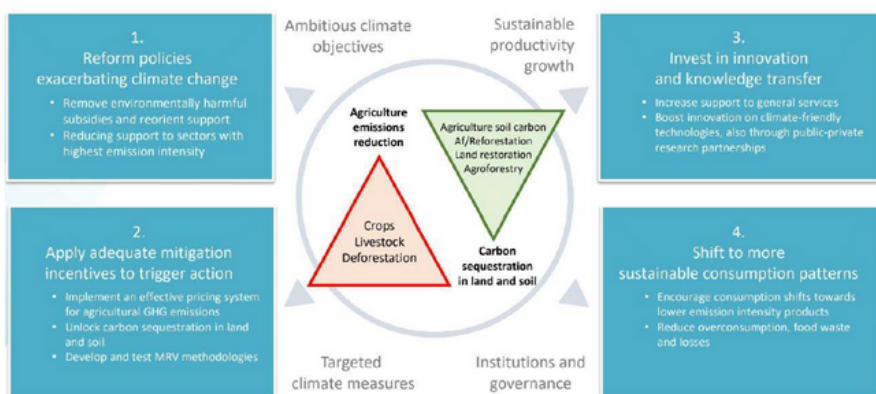 1.
Reform policies
exacerbating climate change
• Remove environmentally harmful
subsidies and reorient support
• Reducing support to sectors with
highest emission intensity
2.
Apply adequate mitigation
incentives to trigger action
• Implement an effective pricing system
for agricultural GHG emissions
• Unlock carbon sequestration in land
and soil
• Develop and test MRV methodologies
Ambitious climate
objectives
Sustainable
productivity
growth
Agriculture
emissions
reduction
Crops
Livestock
Deforestation
Agriculture soil carbon
Af/Reforestation
Land restoration
Agroforestry
Carbon
sequestration
in land and soil
Targeted
climate measures
Institutions and
governance
3.
Invest in innovation
and knowledge transfer
• Increase support to general services
• Boost innovation on climate-friendly
technologies, also through public-private
research partnerships
4.
Shift to more
sustainable consumption patterns
• Encourage consumption shifts towards
lower emission intensity products
• Reduce overconsumption, food waste
and losses